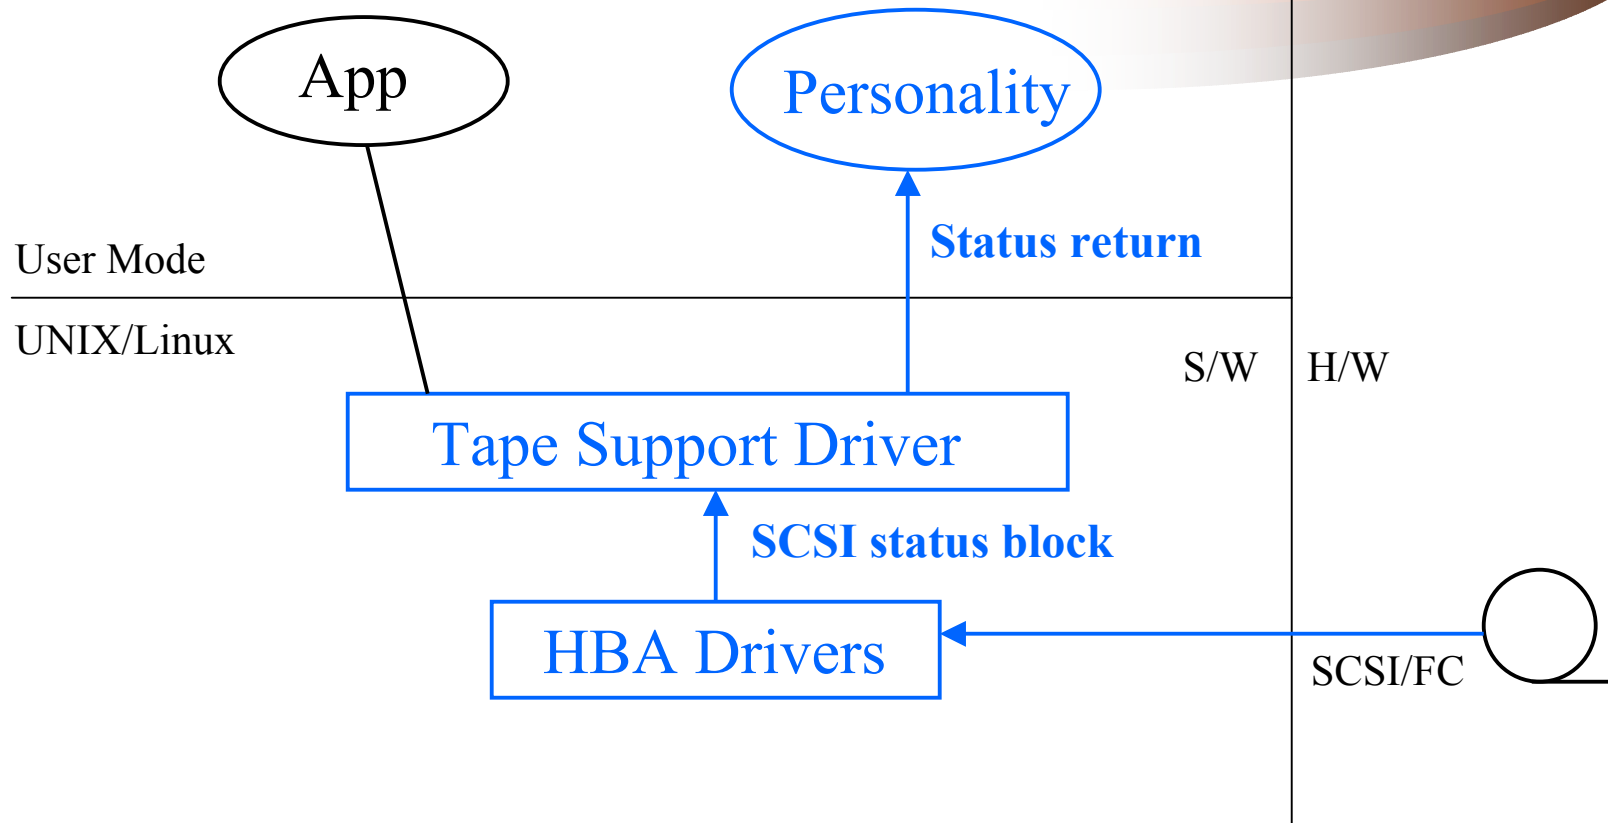 App
Personality
Status return
User Mode
UNIX/Linux
S/W
H/W
Tape Support Driver
SCSI status block
HBA Drivers
SCSI/FC